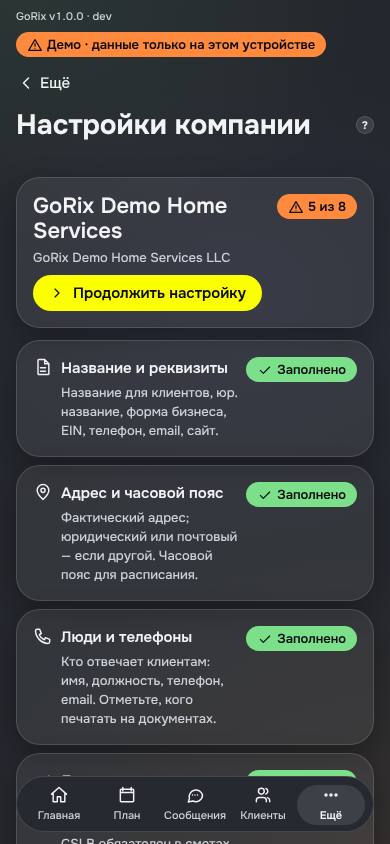 GoRix v1.0.0 · dev
Демо · данные только на этом устройстве
Ещё
Настройки компании
?
GoRix Demo Home
Services
5 из 8
GoRix Demo Home Services LLC
Продолжить настройку
Название и реквизиты
Заполнено
Название для клиентов, юр.
название, форма бизнеса,
EIN, телефон, email, сайт.
Адрес и часовой пояс
Заполнено
Фактический адрес;
юридический или почтовый
— если другой. Часовой
пояс для расписания.
Люди и телефоны
Заполнено
Кто отвечает клиентам:
имя, должность, телефон,
email. Отметьте, кого
печатать на документах.
Главная
План
Сообщения
Клиенты
Ещё
CSLB обязателен в сметах